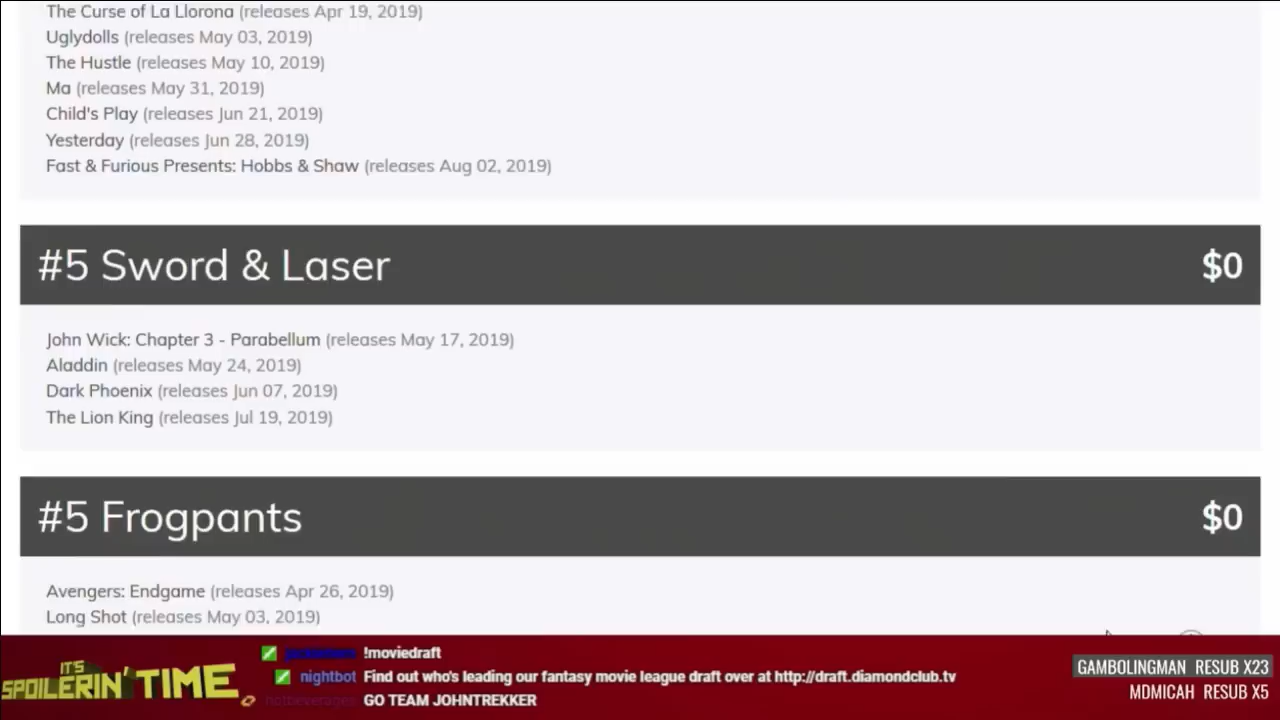 The Curse of La Llorona (releases Apr 19, 2019)
Uglydolls (releases May 03, 2019)
The Hustle (releases May 10, 2019)
Ma (releases May 31, 2019)
Child's Play (releases Jun 21, 2019)
Yesterday (releases Jun 28, 2019)
Fast & Furious Presents: Hobbs & Shaw (releases Aug 02, 2019)
#5 Sword & Laser $0
John Wick: Chapter 3 - Parabellum (releases May 17, 2019)
Aladdin (releases May 24, 2019)
Dark Phoenix (releases Jun 07, 2019)
The Lion King (releases Jul 19, 2019)
#5 Frogpants $0
Avengers: Endgame (releases Apr 26, 2019)
Long Shot (releases May 03, 2019)
IT'S
SPOILERIN' TIME
!moviedraft
nightbot Find out who's leading our fantasy movie league draft over at http://draft.diamondclub.tv
notbeverages GO TEAM JOHNTREKKER
GAMBOLINGMAN RESUB X23
MDMICAH RESUB X5